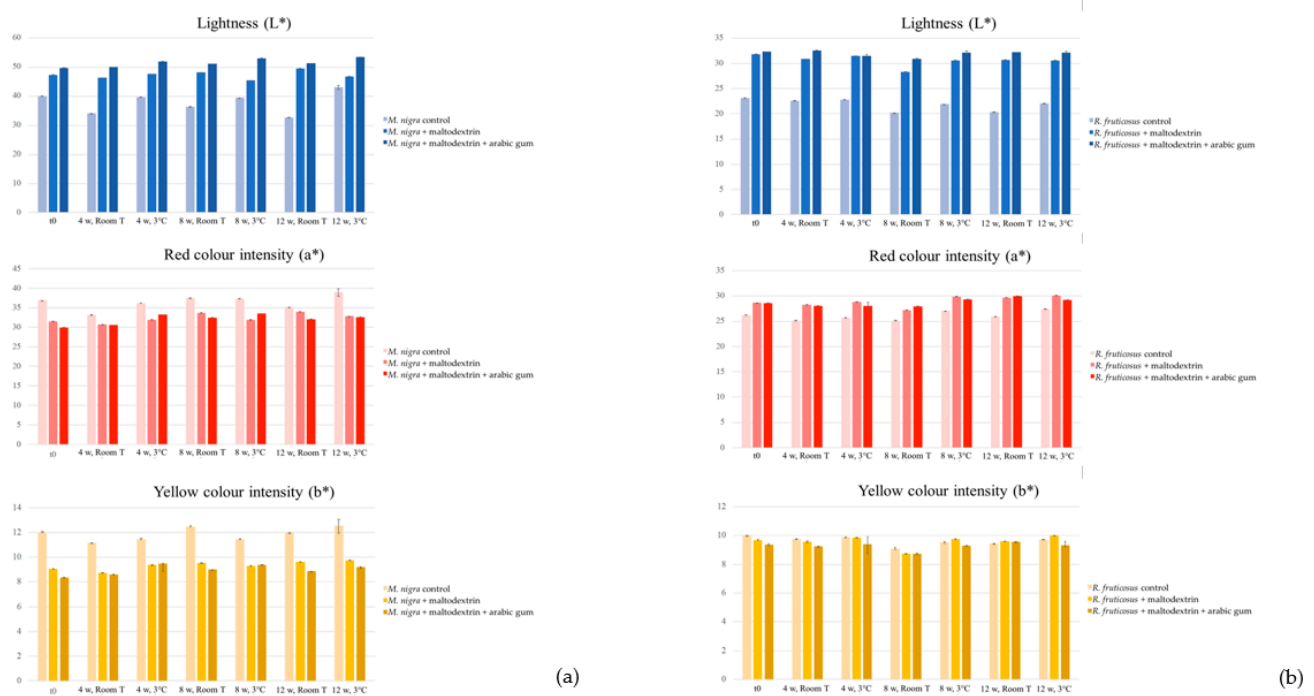 Lightness (L*)
60
50
40
30
20
10
0
t0 4 w, Room T 4 w, 3°C 8 w, Room T 8 w, 3°C 12 w, Room T 12 w, 3°C
M. nigra control
M. nigra + maltodextrin
M. nigra + maltodextrin + arabic gum
Red colour intensity (a*)
45
40
35
30
25
20
15
10
5
0
t0 4 w, Room T 4 w, 3°C 8 w, Room T 8 w, 3°C 12 w, Room T 12 w, 3°C
M. nigra control
M. nigra + maltodextrin
M. nigra + maltodextrin + arabic gum
Yellow colour intensity (b*)
14
12
10
8
6
4
2
0
t0 4 w, Room T 4 w, 3°C 8 w, Room T 8 w, 3°C 12 w, Room T 12 w, 3°C
M. nigra control
M. nigra + maltodextrin
M. nigra + maltodextrin + arabic gum
(a)
Lightness (L*)
35
30
25
20
15
10
5
0
t0 4 w, Room T 4 w, 3°C 8 w, Room T 8 w, 3°C 12 w, Room T 12 w, 3°C
R. fruticosus control
R. fruticosus + maltodextrin
R. fruticosus + maltodextrin + arabic gum
Red colour intensity (a*)
35
30
25
20
15
10
5
0
t0 4 w, Room T 4 w, 3°C 8 w, Room T 8 w, 3°C 12 w, Room T 12 w, 3°C
R. fruticosus control
R. fruticosus + maltodextrin
R. fruticosus + maltodextrin + arabic gum
Yellow colour intensity (b*)
12
10
8
6
4
2
0
t0 4 w, Room T 4 w, 3°C 8 w, Room T 8 w, 3°C 12 w, Room T 12 w, 3°C
R. fruticosus control
R. fruticosus + maltodextrin
R. fruticosus + maltodextrin + arabic gum
(b)